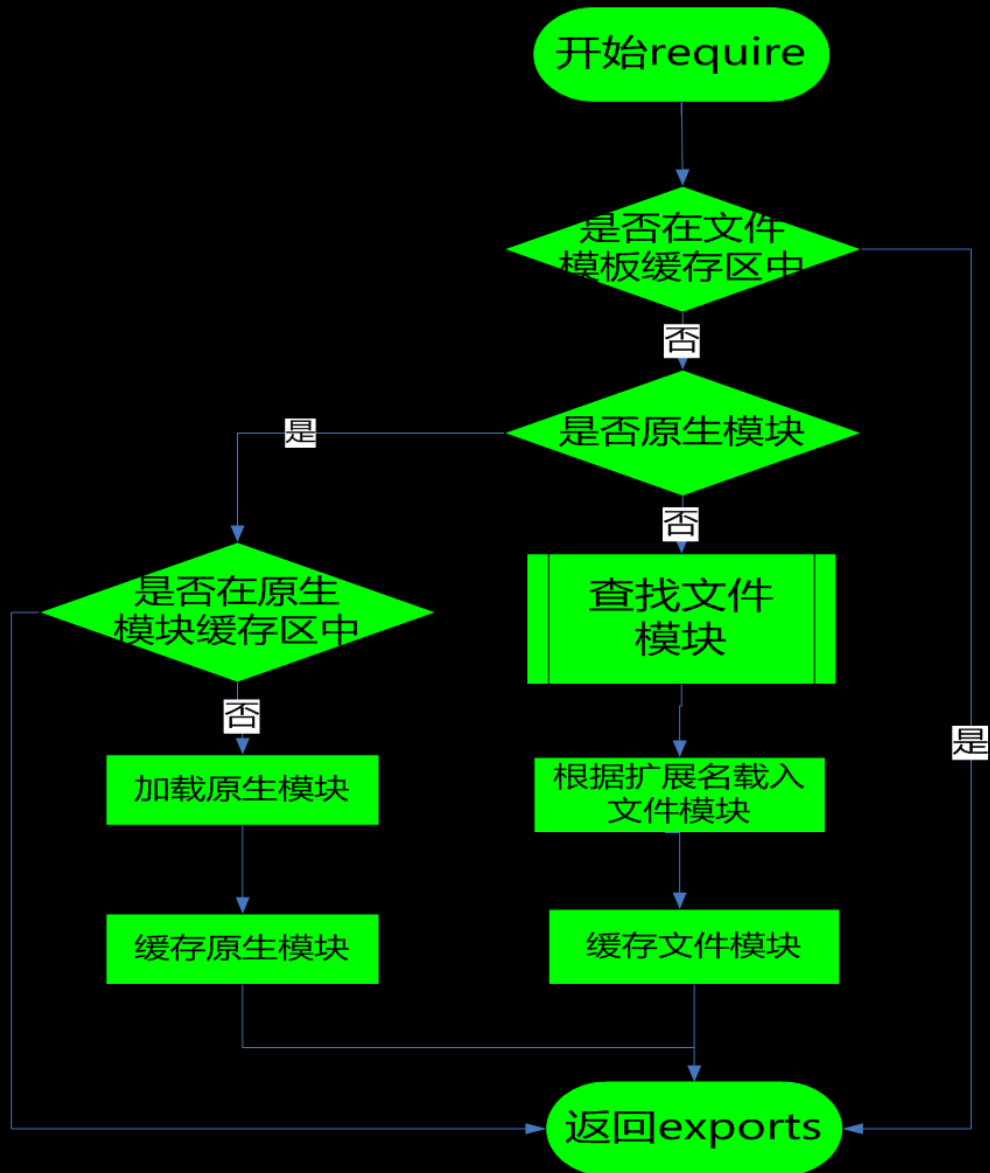 开始require
是否在文件
模板缓存区中
否
是否原生模块
是
否
是否在原生
模块缓存区中
查找文件
模块
否
是
加载原生模块
根据扩展名载入
文件模块
缓存原生模块
缓存文件模块
返回exports